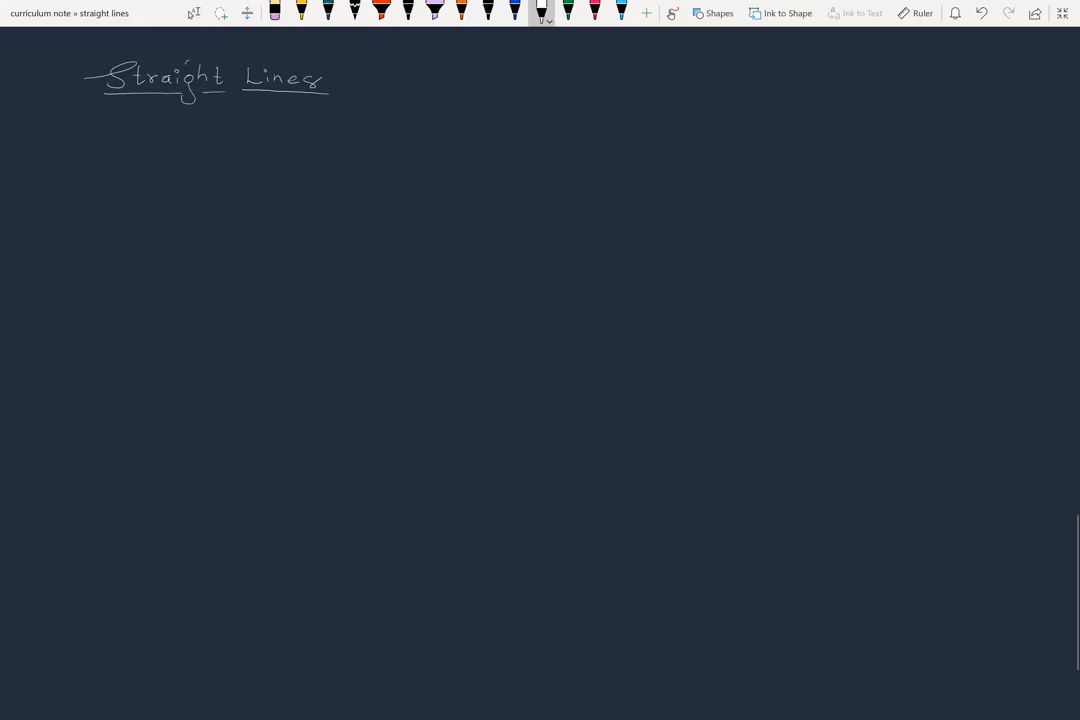 curriculum note » straight lines
Shapes
Ink to Shape
Ink to Text
Ruler
Straight Lines